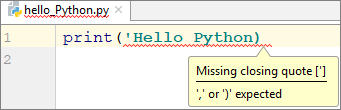 hello_Python.py
1 print('Hello Python)
2
Missing closing quote [']
',' or ')' expected